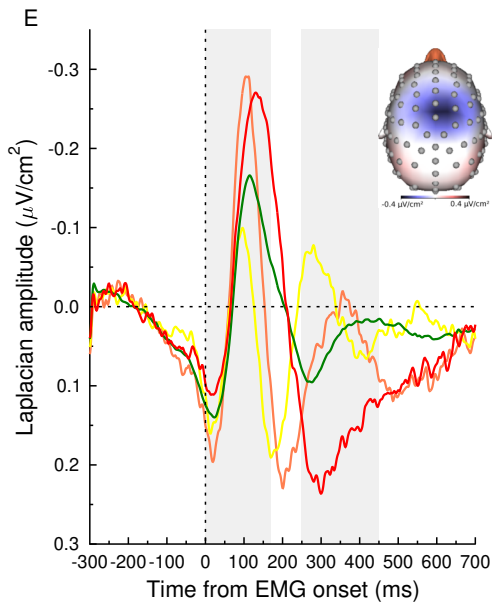 E
-0.3
-0.2
-0.1
0.0
0.1
0.2
0.3
Laplacian amplitude (μV/cm²)
-0.4 μV/cm² 0.4 μV/cm²
-300 -200 -100 0 100 200 300 400 500 600 700
Time from EMG onset (ms)